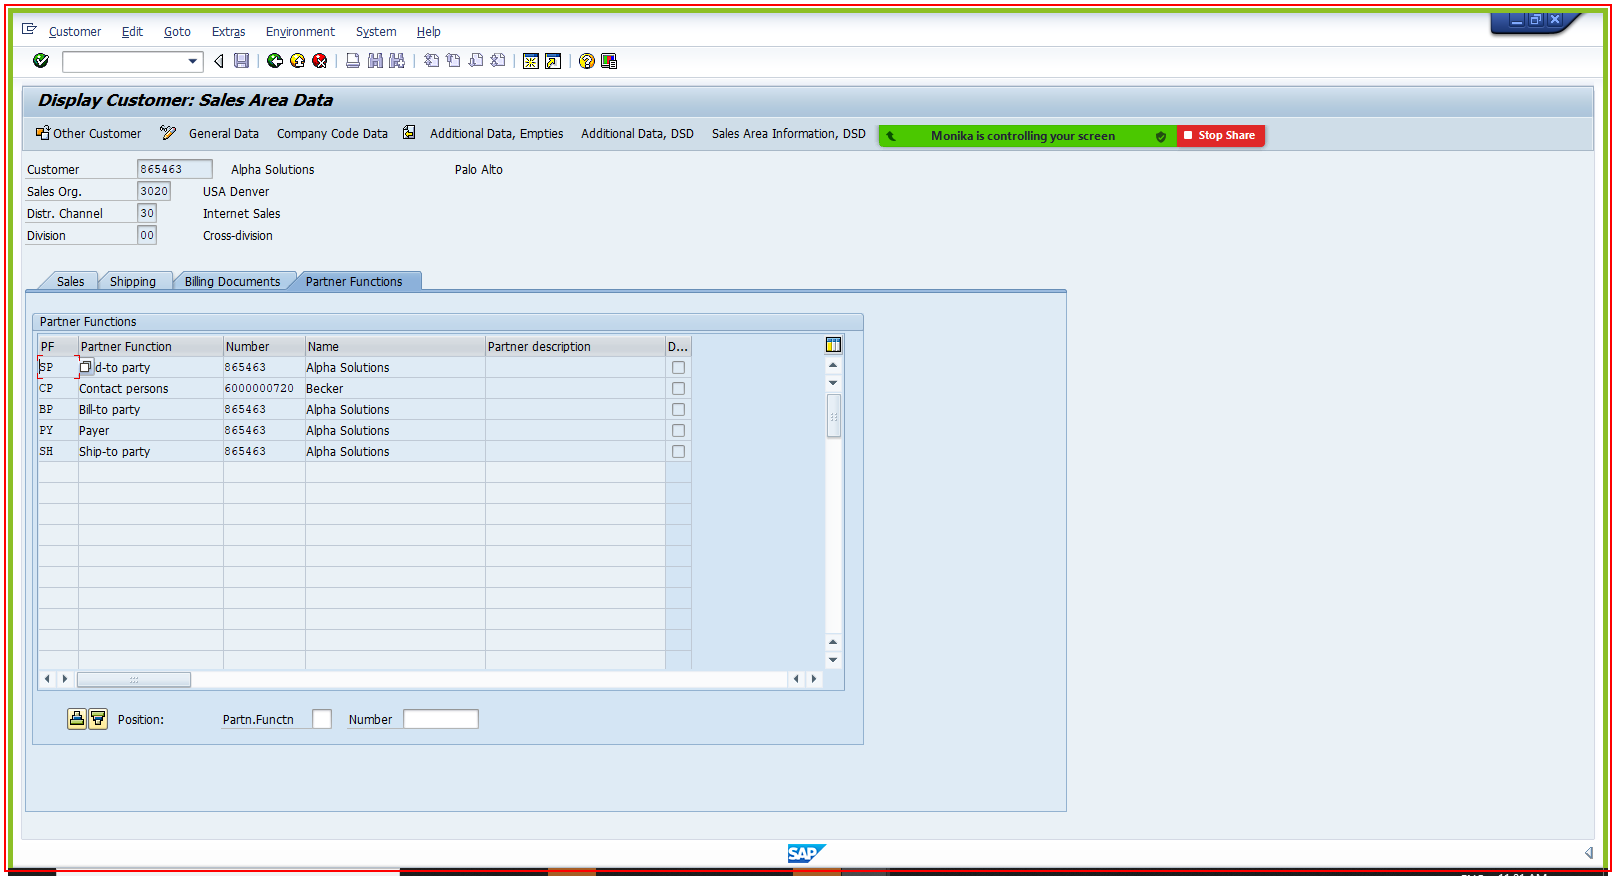 Customer Edit Goto Extras Environment System Help
Display Customer: Sales Area Data
Other Customer General Data Company Code Data Additional Data, Empties Additional Data, DSD Sales Area Information, DSD Monika is controlling your screen Stop Share
Customer 865463 Alpha Solutions Palo Alto
Sales Org. 3020 USA Denver
Distr. Channel 30 Internet Sales
Division 00 Cross-division
Sales Shipping Billing Documents Partner Functions
Partner Functions
PF Partner Function Number Name Partner description D...
SP d-to party 865463 Alpha Solutions
CP Contact persons 6000000720 Becker
BP Bill-to party 865463 Alpha Solutions
PY Payer 865463 Alpha Solutions
SH Ship-to party 865463 Alpha Solutions
Position: Partn.Functn Number
SAP